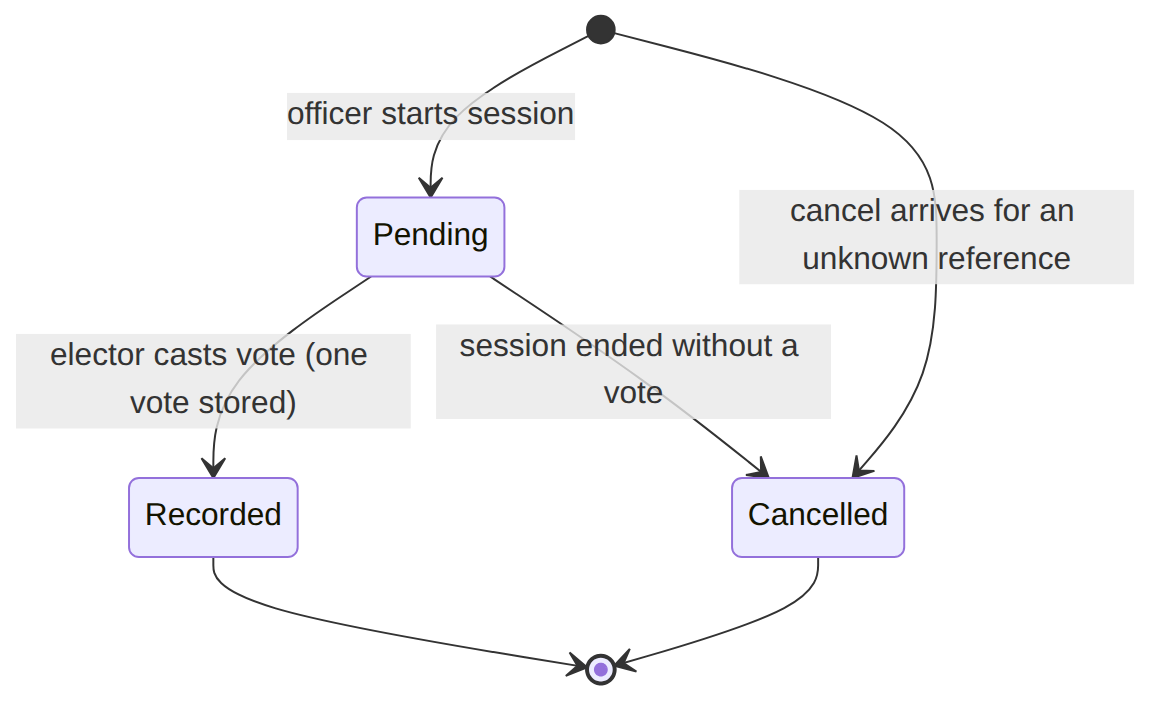 officer starts session
cancel arrives for an
unknown reference
Pending
elector casts vote (one
vote stored)
session ended without a
vote
Recorded
Cancelled